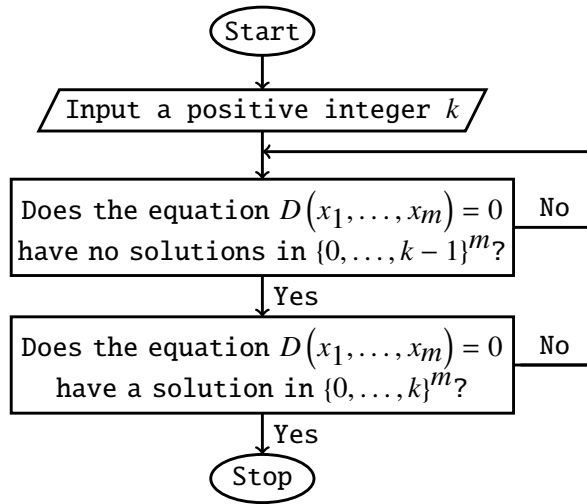 Start
Input a positive integer k
Does the equation D(x₁, …, xₘ) = 0
have no solutions in {0, …, k − 1}ᵐ?
No
Yes
Does the equation D(x₁, …, xₘ) = 0
have a solution in {0, …, k}ᵐ?
No
Yes
Stop